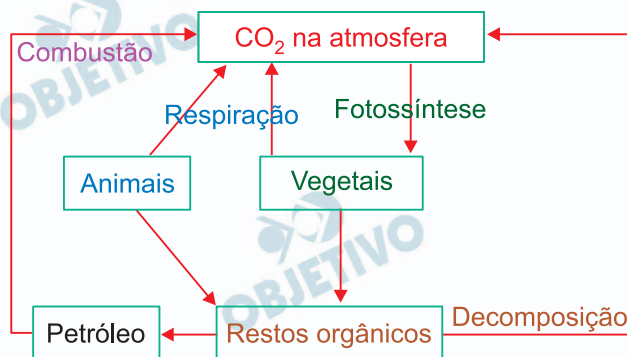 CO₂ na atmosfera
Combustão
Respiração
Fotossíntese
Animais
Vegetais
Petróleo
Restos orgânicos
Decomposição
OBJETIVO
OBJETIVO